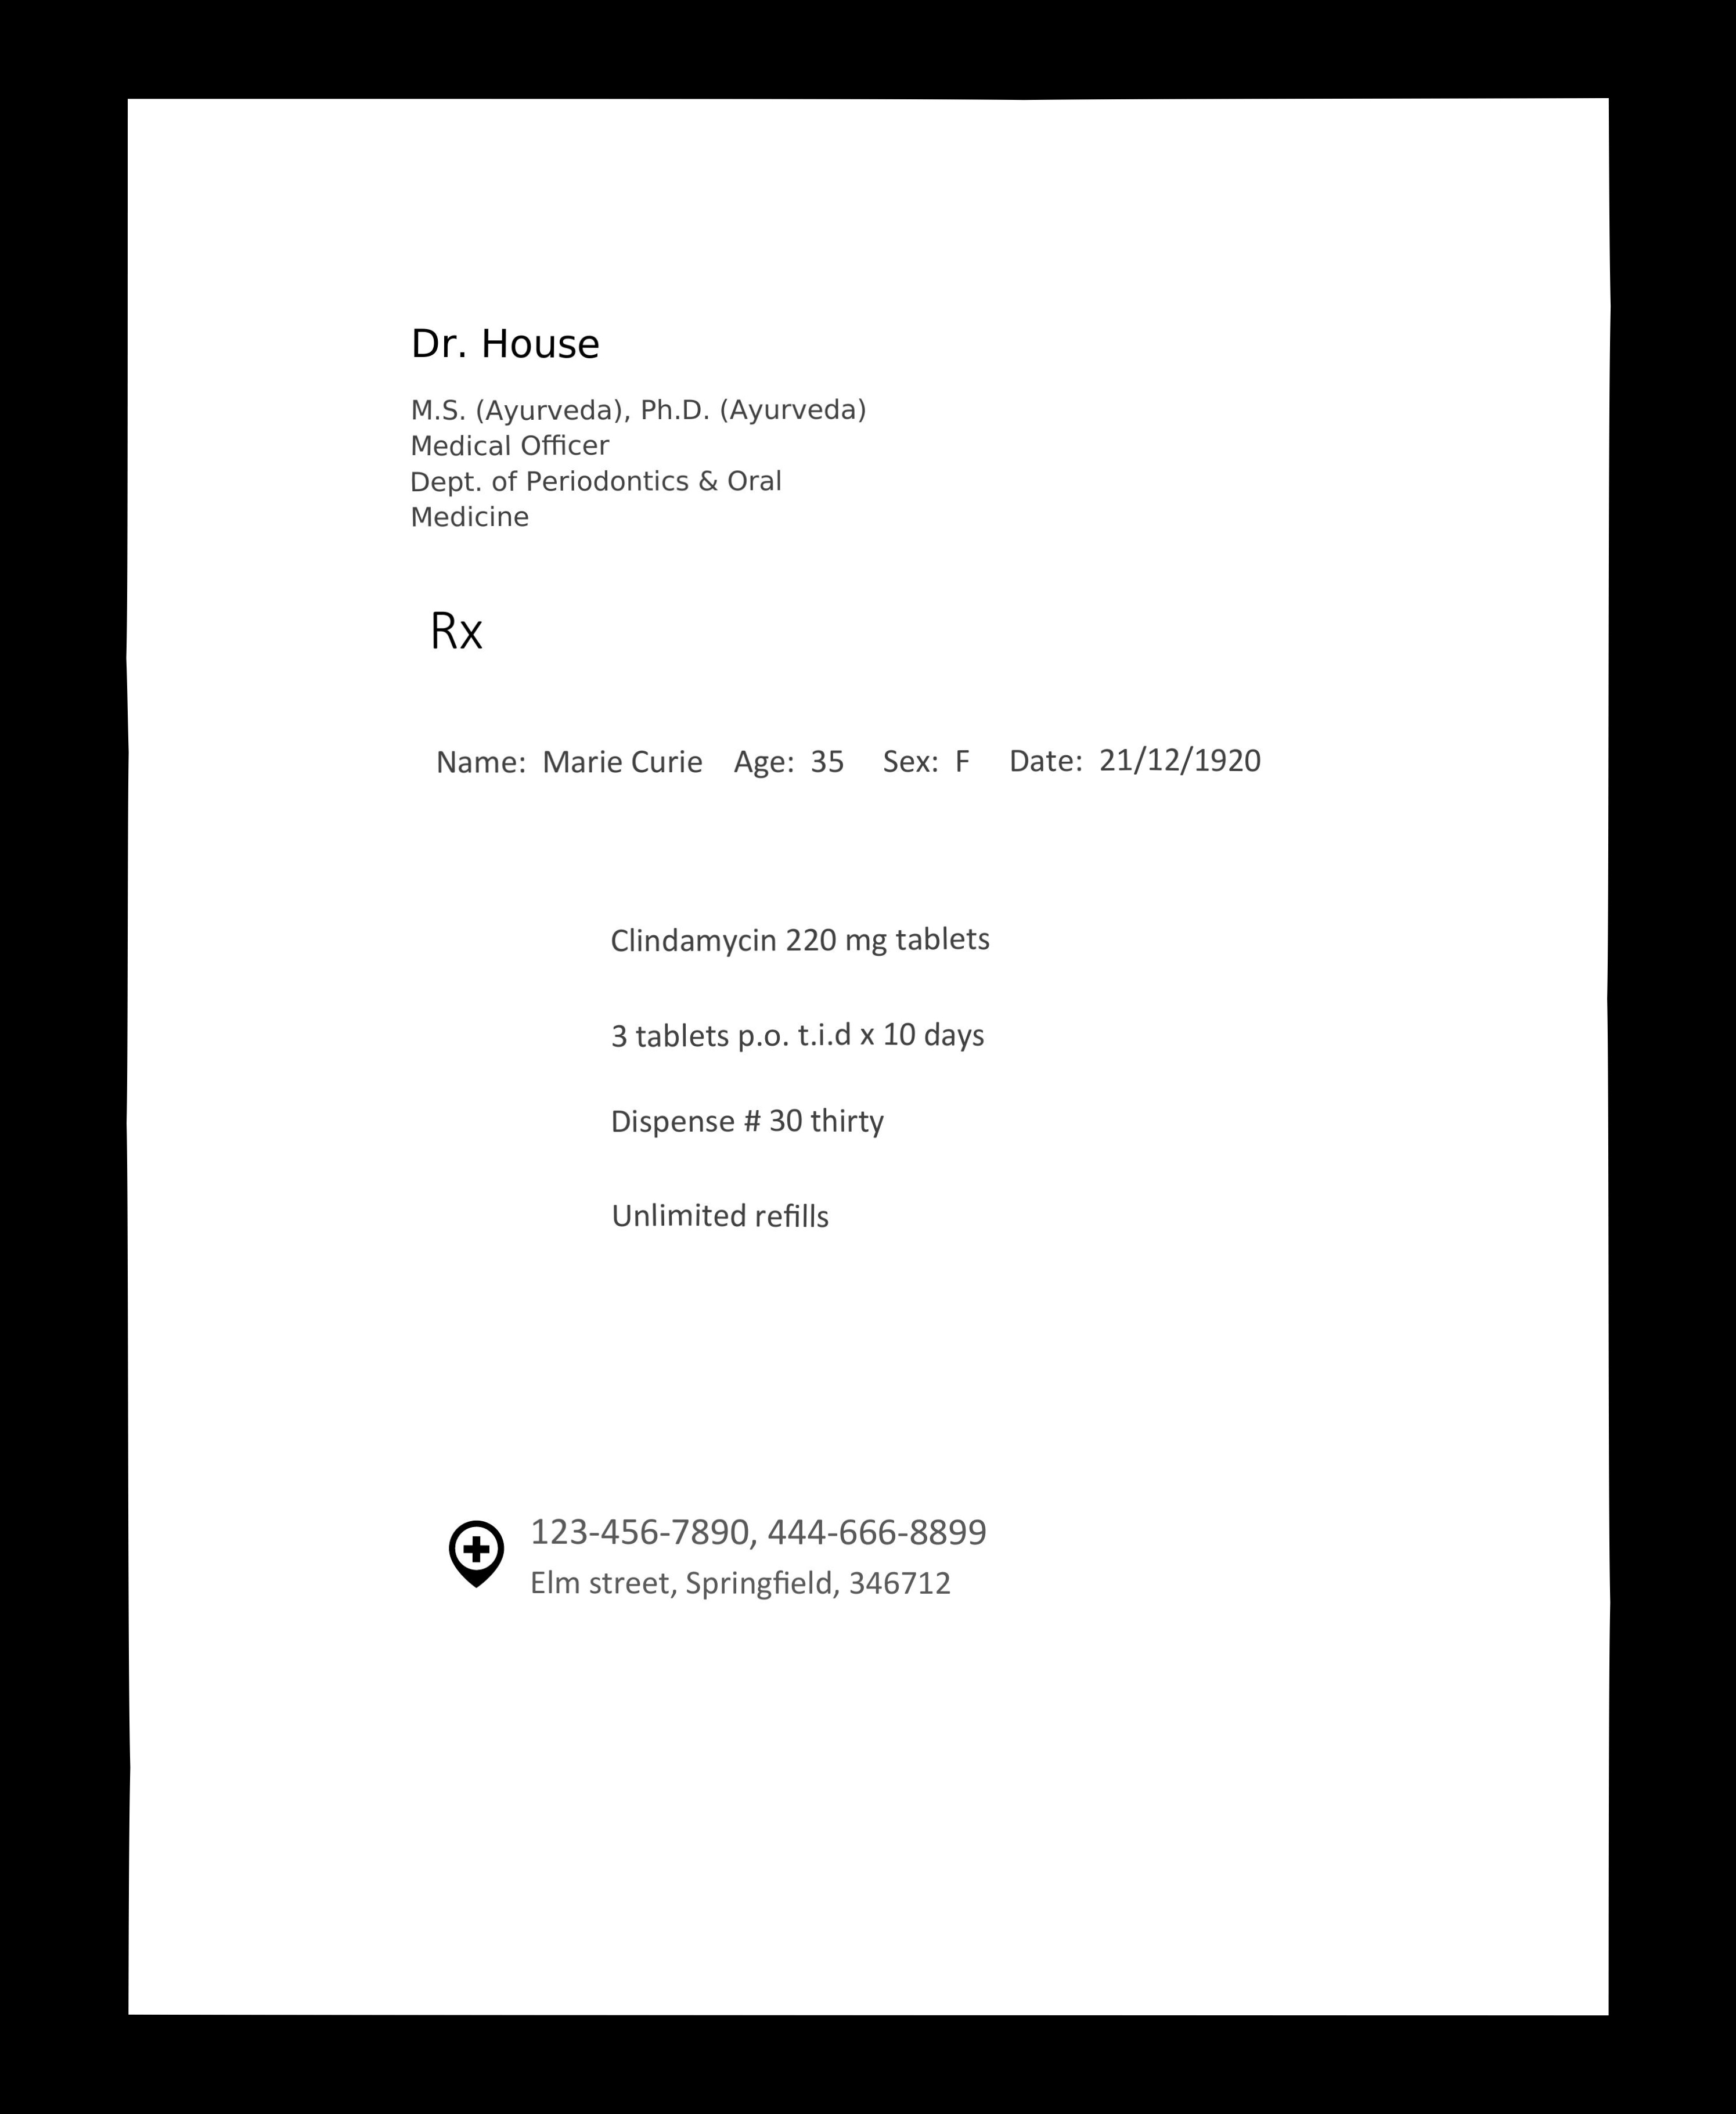 Dr. House
M.S. (Ayurveda), Ph.D. (Ayurveda)
Medical Officer
Dept. of Periodontics & Oral
Medicine
Rx
Name: Marie Curie Age: 35 Sex: F Date: 21/12/1920
Clindamycin 220 mg tablets
3 tablets p.o. t.i.d x 10 days
Dispense # 30 thirty
Unlimited refills
123-456-7890, 444-666-8899
Elm street, Springfield, 346712